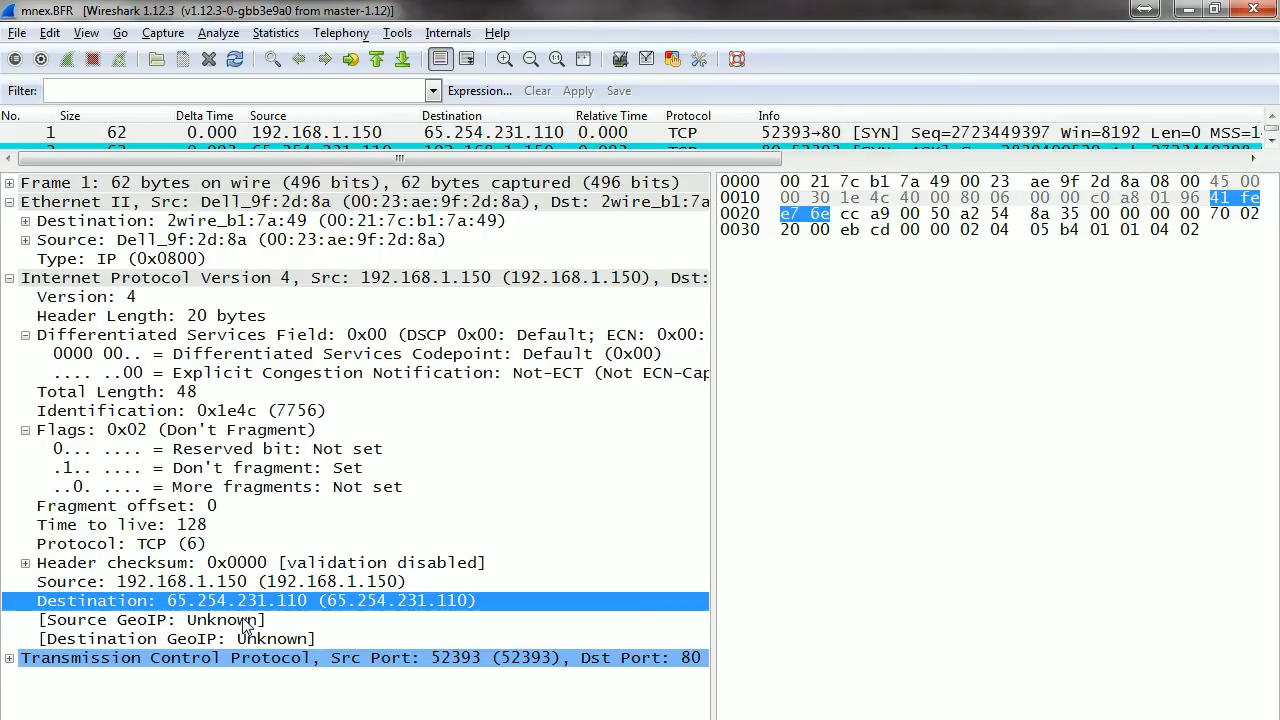 mnex.BFR [Wireshark 1.12.3 (v1.12.3-0-gbb3e9a0 from master-1.12)]
File Edit View Go Capture Analyze Statistics Telephony Tools Internals Help
Filter: Expression... Clear Apply Save
No. Size Delta Time Source Destination Relative Time Protocol Info
1 62 0.000 192.168.1.150 65.254.231.110 0.000 TCP 52393→80 [SYN] Seq=2723449397 Win=8192 Len=0 MSS=1
Frame 1: 62 bytes on wire (496 bits), 62 bytes captured (496 bits)
Ethernet II, Src: Dell_9f:2d:8a (00:23:ae:9f:2d:8a), Dst: 2wire_b1:7a
Destination: 2wire_b1:7a:49 (00:21:7c:b1:7a:49)
Source: Dell_9f:2d:8a (00:23:ae:9f:2d:8a)
Type: IP (0x0800)
Internet Protocol Version 4, Src: 192.168.1.150 (192.168.1.150), Dst:
Version: 4
Header Length: 20 bytes
Differentiated Services Field: 0x00 (DSCP 0x00: Default; ECN: 0x00:
0000 00.. = Differentiated Services Codepoint: Default (0x00)
.... ..00 = Explicit Congestion Notification: Not-ECT (Not ECN-Cap
Total Length: 48
Identification: 0x1e4c (7756)
Flags: 0x02 (Don't Fragment)
0... .... = Reserved bit: Not set
.1.. .... = Don't fragment: Set
..0. .... = More fragments: Not set
Fragment offset: 0
Time to live: 128
Protocol: TCP (6)
Header checksum: 0x0000 [validation disabled]
Source: 192.168.1.150 (192.168.1.150)
Destination: 65.254.231.110 (65.254.231.110)
[Source GeoIP: Unknown]
[Destination GeoIP: Unknown]
Transmission Control Protocol, Src Port: 52393 (52393), Dst Port: 80
0000 00 21 7c b1 7a 49 00 23 ae 9f 2d 8a 08 00 45 00
0010 00 30 1e 4c 40 00 80 06 00 00 c0 a8 01 96 41 fe
0020 e7 6e cc a9 00 50 a2 54 8a 35 00 00 00 00 70 02
0030 20 00 eb cd 00 00 02 04 05 b4 01 01 04 02